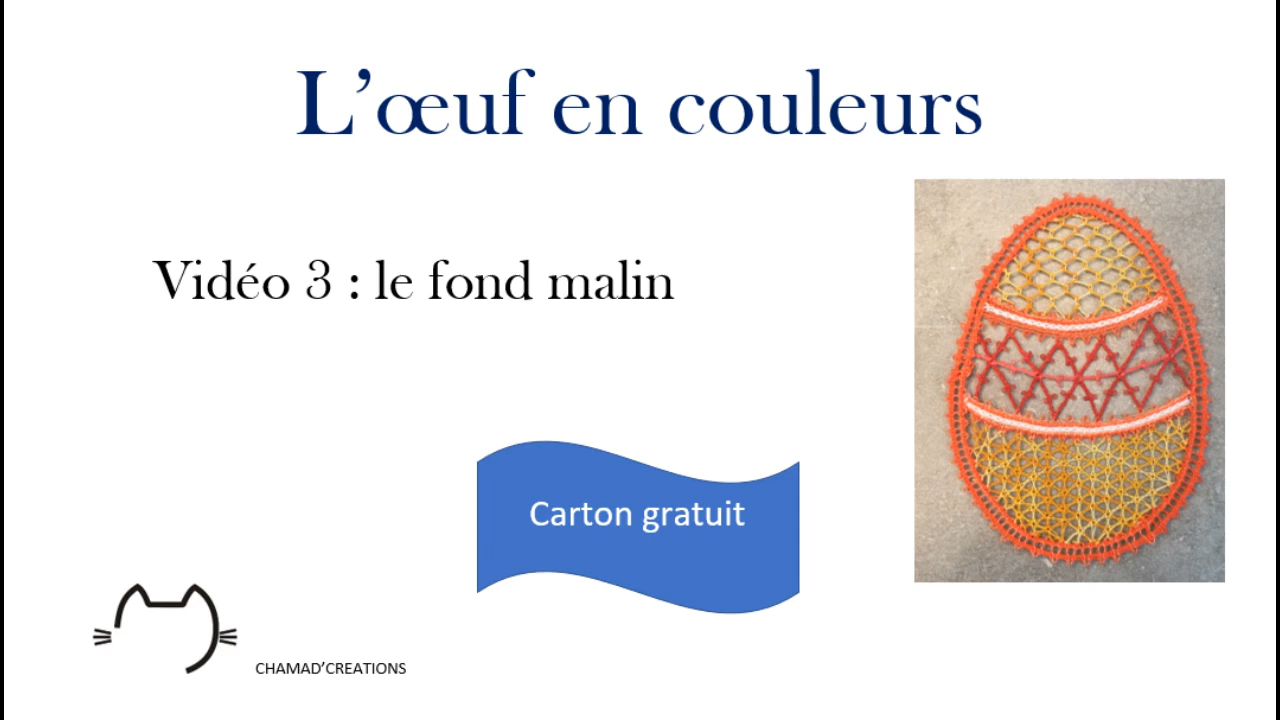 L’œuf en couleurs
Vidéo 3 : le fond malin
Carton gratuit
CHAMAD’CREATIONS